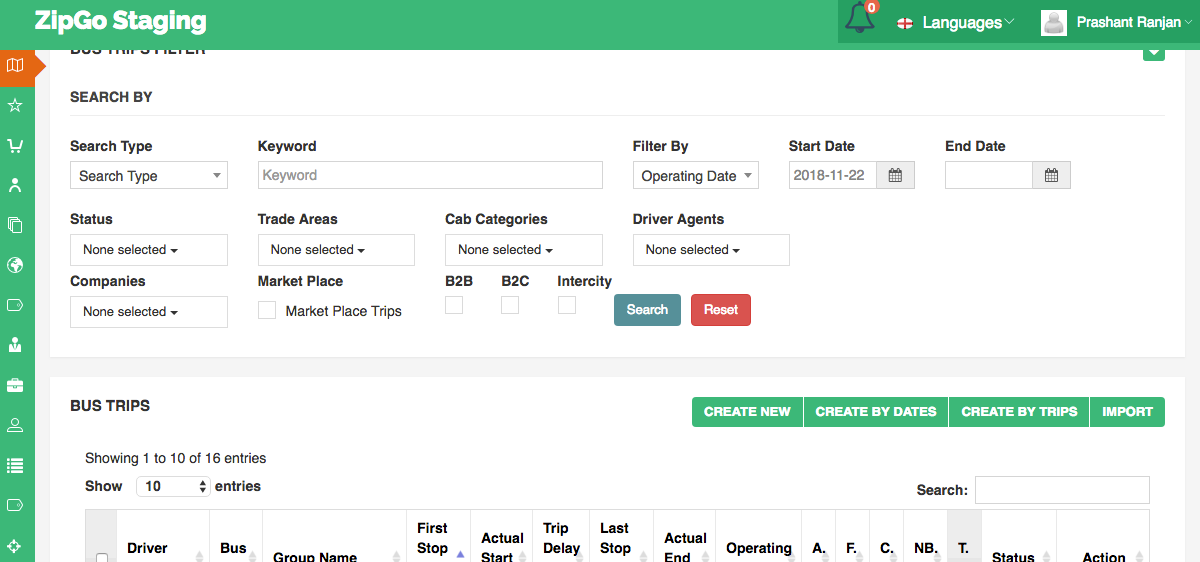 ZipGo Staging
0
Languages
Prashant Ranjan
BUS TRIPS FILTER
SEARCH BY
Search Type Keyword Filter By Start Date End Date
Search Type Keyword Operating Date 2018-11-22
Status Trade Areas Cab Categories Driver Agents
None selected None selected None selected None selected
Companies Market Place B2B B2C Intercity
None selected Market Place Trips Search Reset
BUS TRIPS
CREATE NEW CREATE BY DATES CREATE BY TRIPS IMPORT
Showing 1 to 10 of 16 entries
Show 10 entries
Search:
Driver Bus Group Name First Stop Actual Start Trip Delay Last Stop Actual End Operating A. F. C. NB. T. Status Action